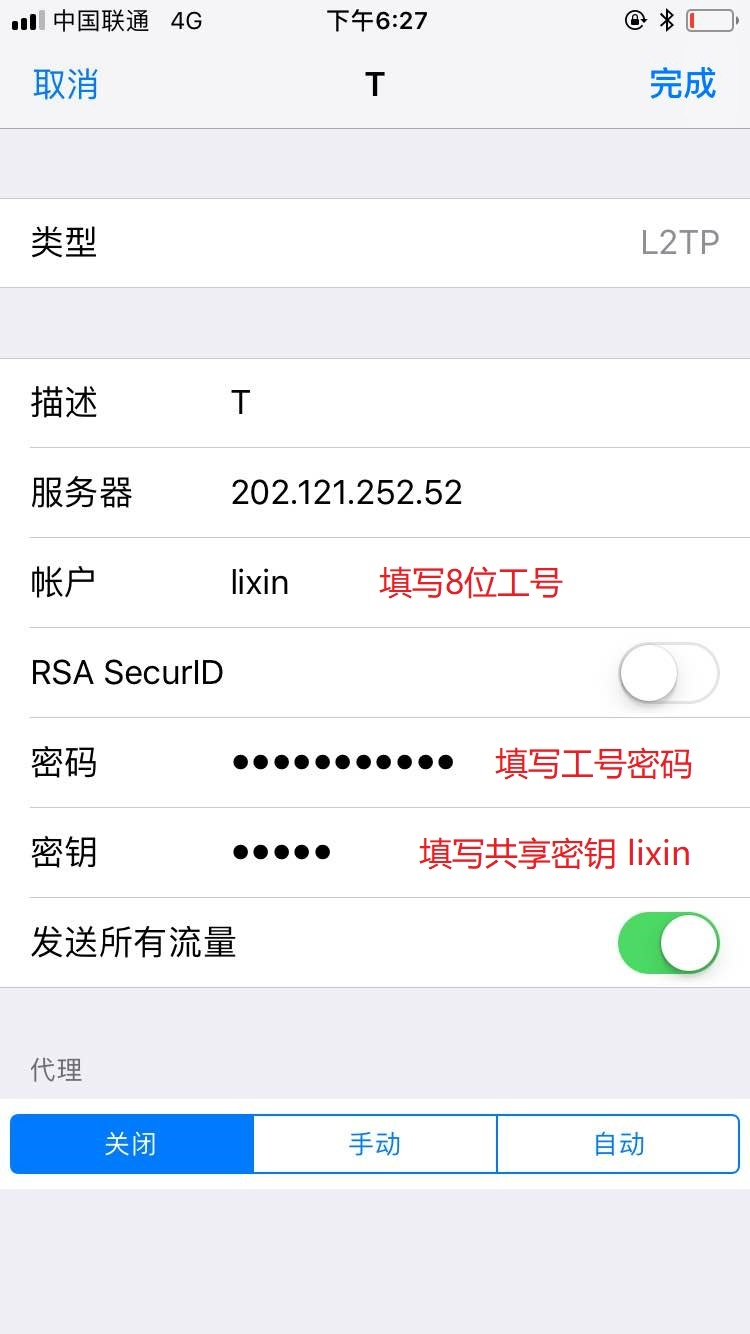 中国联通 4G 下午6:27
取消 T 完成
类型 L2TP
描述 T
服务器 202.121.252.52
帐户 lixin 填写8位工号
RSA SecurID
密码 ●●●●●●●●●●● 填写工号密码
密钥 ●●●●● 填写共享密钥 lixin
发送所有流量
代理
关闭 手动 自动